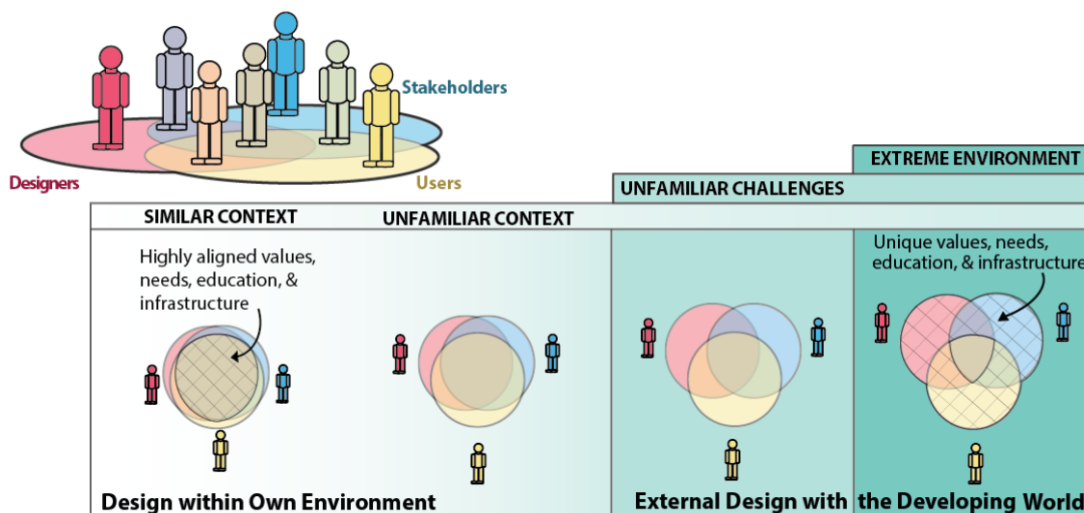 Stakeholders
Designers
Users
EXTREME ENVIRONMENT
UNFAMILIAR CHALLENGES
SIMILAR CONTEXT
UNFAMILIAR CONTEXT
Highly aligned values,
needs, education, &
infrastructure
Unique values, needs,
education, & infrastructure
Design within Own Environment
External Design with the Developing World